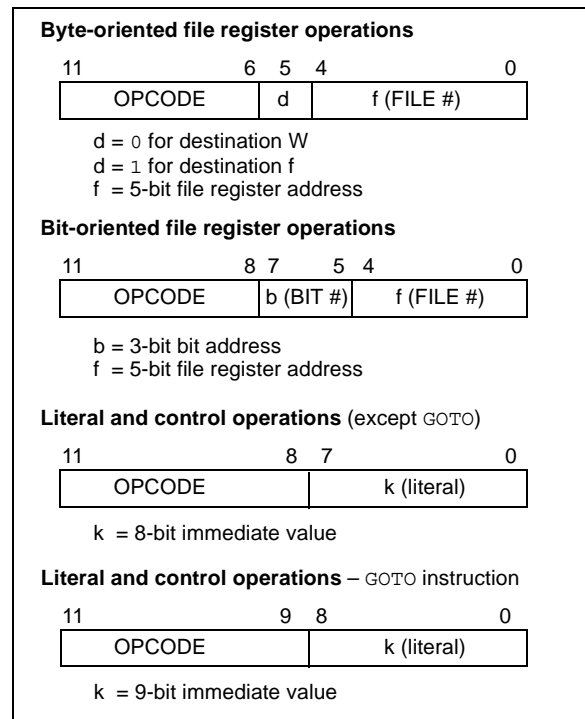 Byte-oriented file register operations
11 6 5 4 0
OPCODE d f (FILE #)
d = 0 for destination W
d = 1 for destination f
f = 5-bit file register address
Bit-oriented file register operations
11 8 7 5 4 0
OPCODE b (BIT #) f (FILE #)
b = 3-bit bit address
f = 5-bit file register address
Literal and control operations (except GOTO)
11 8 7 0
OPCODE k (literal)
k = 8-bit immediate value
Literal and control operations – GOTO instruction
11 9 8 0
OPCODE k (literal)
k = 9-bit immediate value